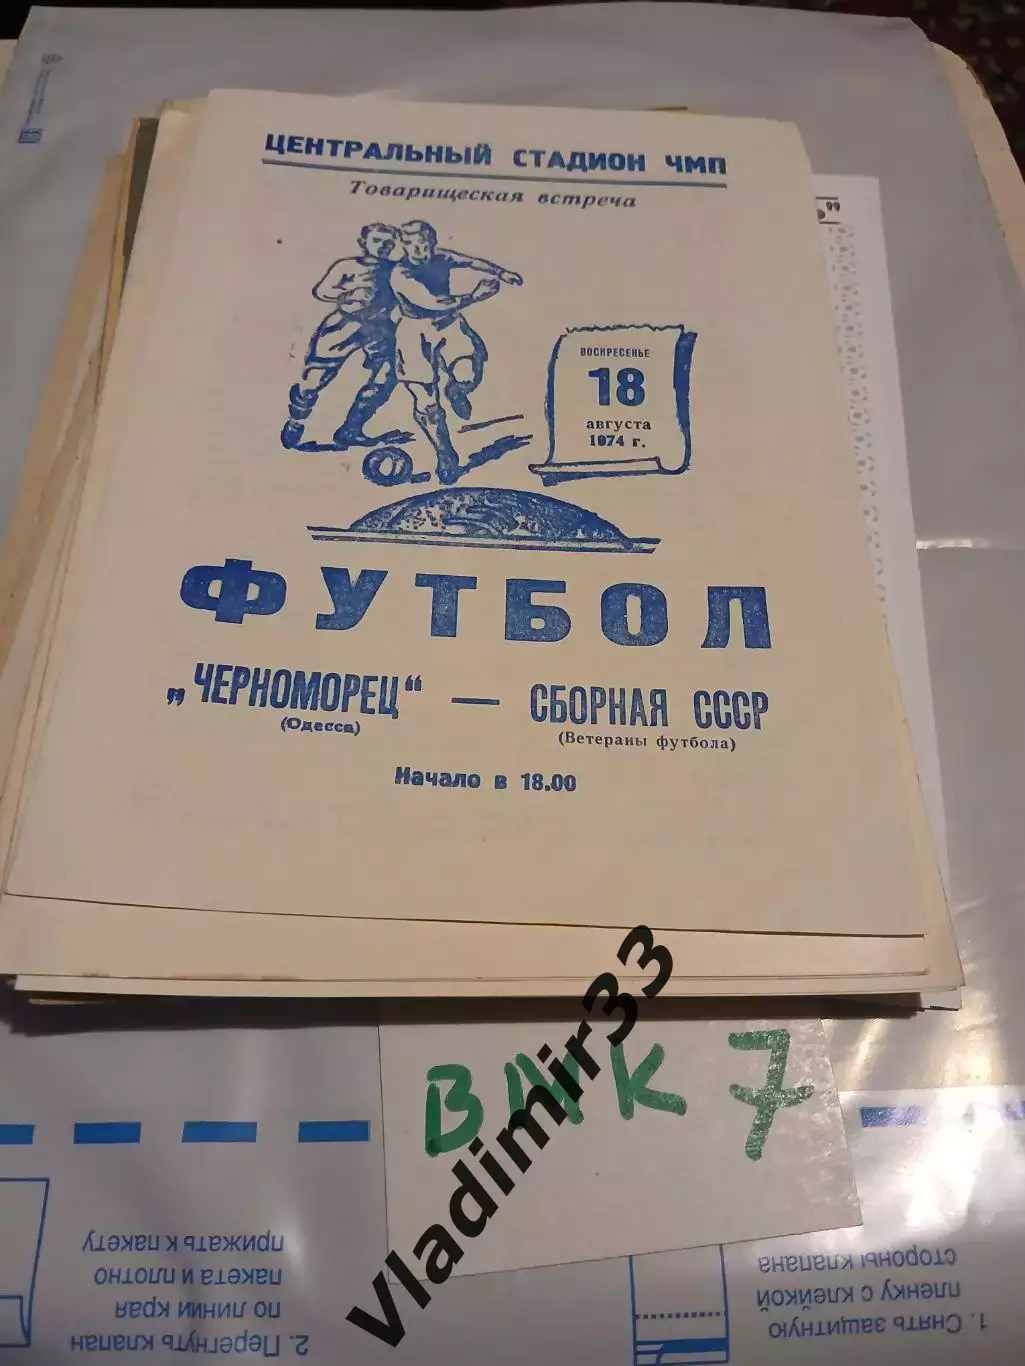 ЦЕНТРАЛЬНЫЙ СТАДИОН ЧМП
Товарищеская встреча
ВОСКРЕСЕНЬЕ
18
августа
1974 г.
ФУТБОЛ
„ЧЕРНОМОРЕЦ“ — СБОРНАЯ СССР
(Одесса)
(Ветераны футбола)
Начало в 18.00
7
Vladimir33
1. Снять защитную
пленку с клейкой
стороны клапана
2. Перегнуть клапан
по линии края
пакета и плотно
прижать к пакету